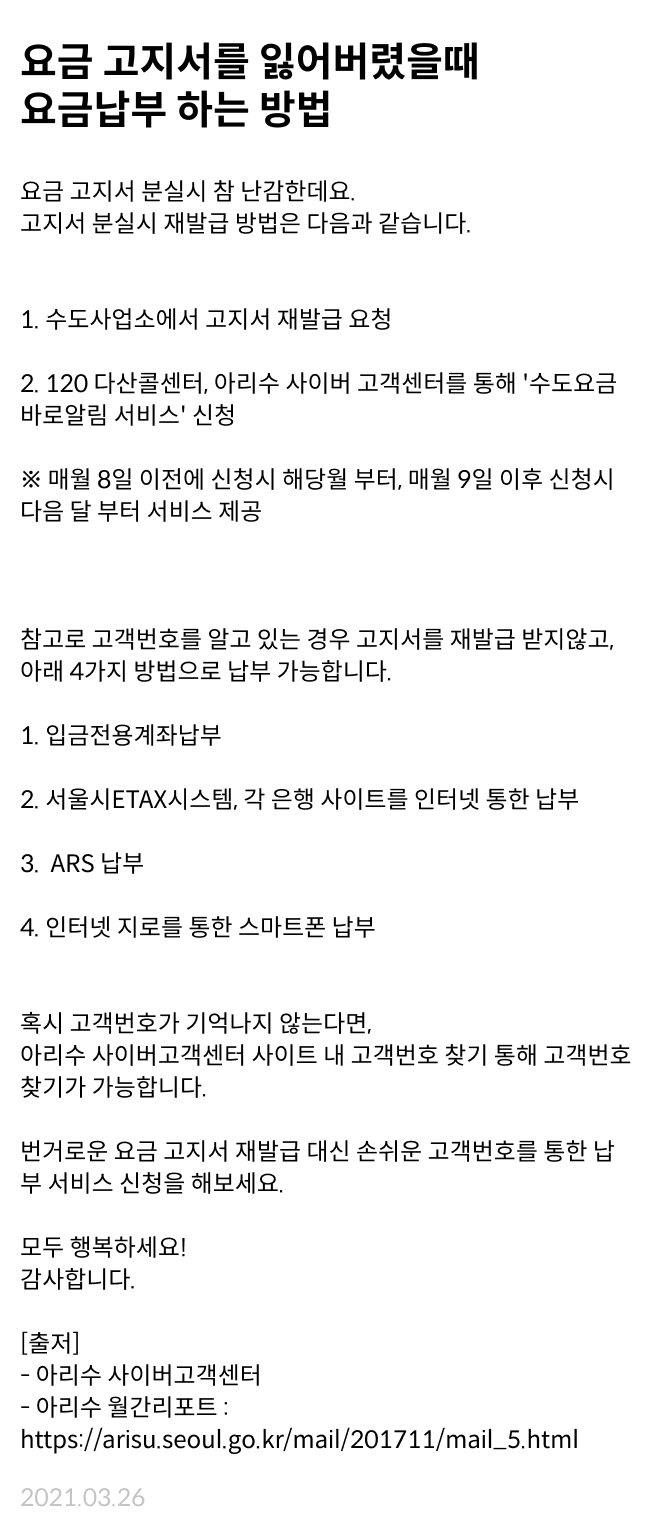 요금 고지서를 잃어버렸을때
요금납부 하는 방법
요금 고지서 분실시 참 난감한데요.
고지서 분실시 재발급 방법은 다음과 같습니다.
1. 수도사업소에서 고지서 재발급 요청
2. 120 다산콜센터, 아리수 사이버 고객센터를 통해 '수도요금
바로알림 서비스' 신청
※ 매월 8일 이전에 신청시 해당월 부터, 매월 9일 이후 신청시
다음 달 부터 서비스 제공
참고로 고객번호를 알고 있는 경우 고지서를 재발급 받지않고,
아래 4가지 방법으로 납부 가능합니다.
1. 입금전용계좌납부
2. 서울시ETAX시스템, 각 은행 사이트를 인터넷 통한 납부
3.  ARS 납부
4. 인터넷 지로를 통한 스마트폰 납부
혹시 고객번호가 기억나지 않는다면,
아리수 사이버고객센터 사이트 내 고객번호 찾기 통해 고객번호
찾기가 가능합니다.
번거로운 요금 고지서 재발급 대신 손쉬운 고객번호를 통한 납
부 서비스 신청을 해보세요.
모두 행복하세요!
감사합니다.
[출저]
- 아리수 사이버고객센터
- 아리수 월간리포트 :
https://arisu.seoul.go.kr/mail/201711/mail_5.html
2021.03.26